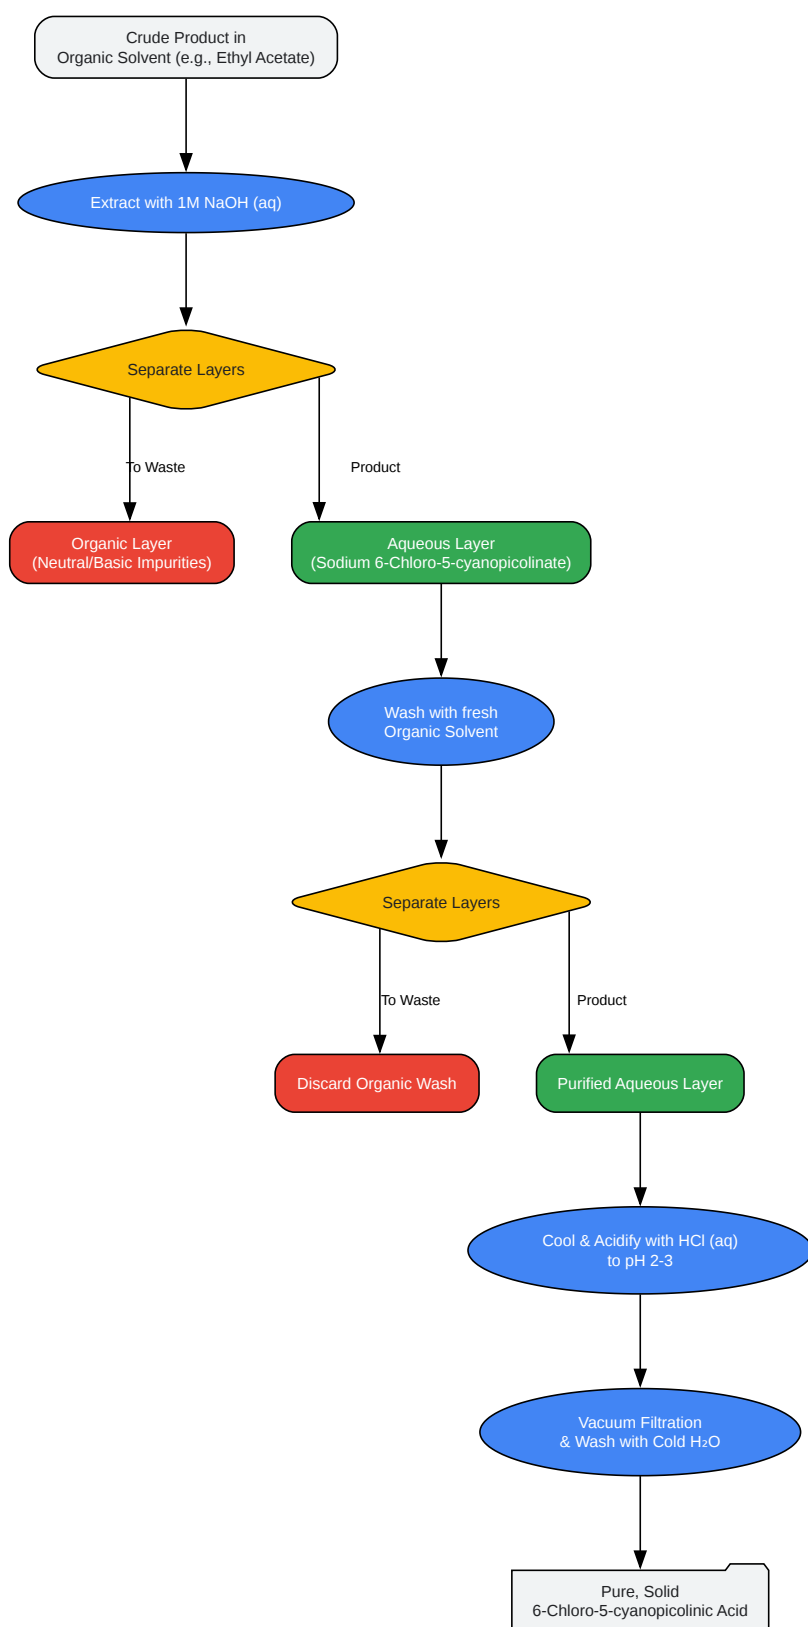 Crude Product in
Organic Solvent (e.g., Ethyl Acetate)
Extract with 1M NaOH (aq)
Separate Layers
To Waste
Product
Organic Layer
(Neutral/Basic Impurities)
Aqueous Layer
(Sodium 6-Chloro-5-cyanopicolinate)
Wash with fresh
Organic Solvent
Separate Layers
To Waste
Product
Discard Organic Wash
Purified Aqueous Layer
Cool & Acidify with HCl (aq)
to pH 2-3
Vacuum Filtration
& Wash with Cold H₂O
Pure, Solid
6-Chloro-5-cyanopicolinic Acid